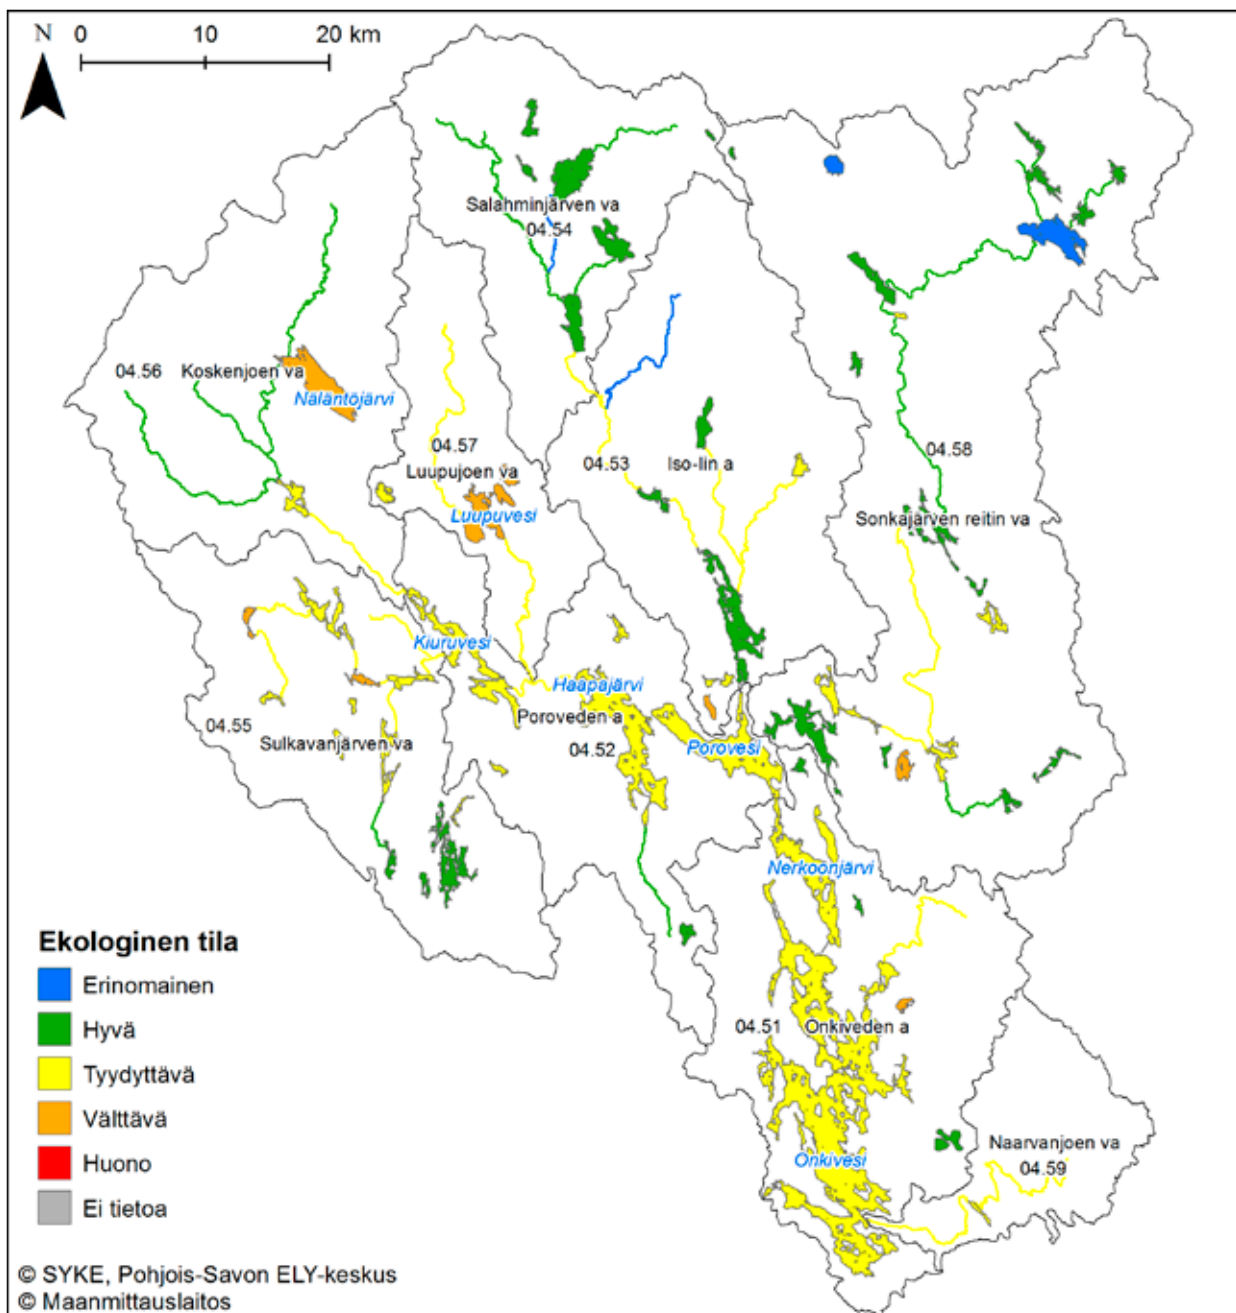 N 0 10 20 km
Salahminjärven va
04.54
04.56
Koskenjoen va
Näläntöjärvi
04.57
Luupujoen va
Luupuvesi
04.53
Iso-Iin a
04.58
Sonkajärven reitin va
Kiuruvesi
Haapajärvi
Poroveden a
04.52
Porovesi
04.55
Sulkavanjärven va
Nerkoonjärvi
04.51
Onkiveden a
Onkivesi
Naarvanjoen va
04.59
Ekologinen tila
Erinomainen
Hyvä
Tyydyttävä
Välttävä
Huono
Ei tietoa
© SYKE, Pohjois-Savon ELY-keskus
© Maanmittauslaitos